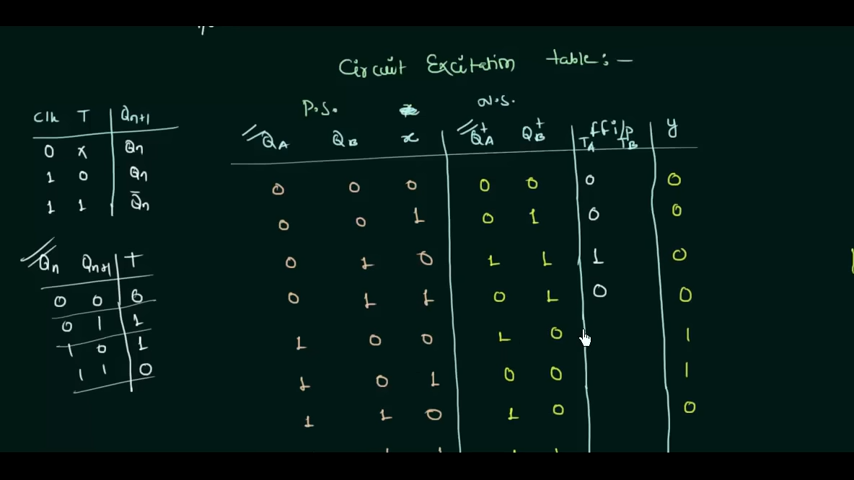 Circuit Excitation table:-
P.S. N.S.
Clk T Qn+1
0 x Qn
1 0 Qn
1 1 Q̄n
Qn Qn+1 T
0 0 0
0 1 1
1 0 1
1 1 0
QA QB x QA+ QB+ ffi/P TA TB y
0 0 0 0 0 0 0
0 0 1 0 1 0 0
0 1 0 1 1 1 0
0 1 1 0 1 0 0
1 0 0 1 0 1
1 0 1 0 0 1
1 1 0 1 0 0